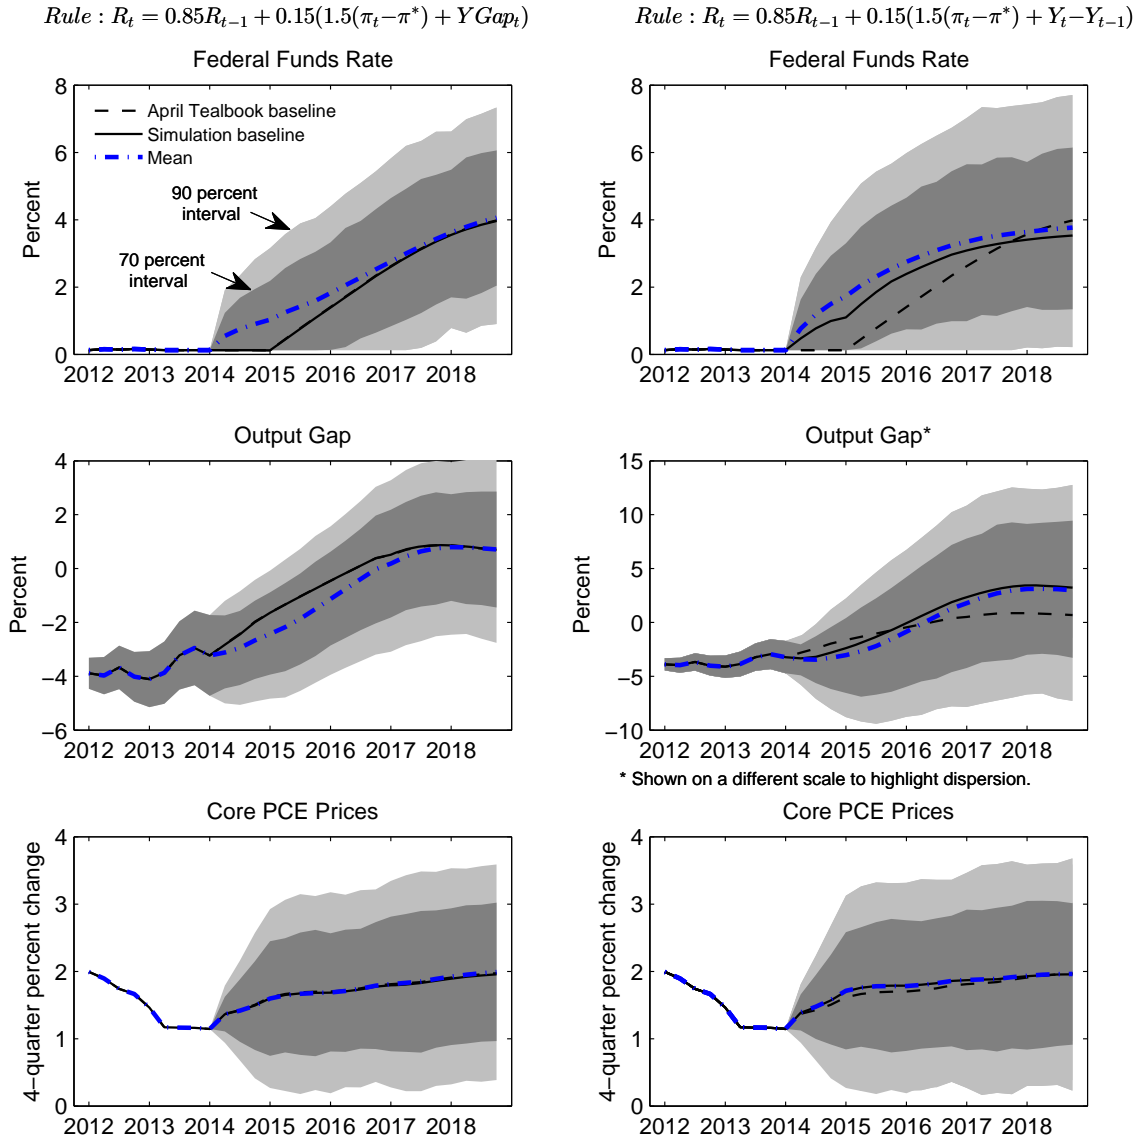 Rule : R_t = 0.85R_{t−1} + 0.15(1.5(π_t−π*) + YGap_t)
Federal Funds Rate
8
6
4
2
0
Percent
April Tealbook baseline
Simulation baseline
Mean
90 percent
interval
70 percent
interval
2012 2013 2014 2015 2016 2017 2018
Output Gap
4
2
0
−2
−4
−6
Percent
2012 2013 2014 2015 2016 2017 2018
Core PCE Prices
4
3
2
1
0
4−quarter percent change
2012 2013 2014 2015 2016 2017 2018
Rule : R_t = 0.85R_{t−1} + 0.15(1.5(π_t−π*) + Y_t−Y_{t−1})
Federal Funds Rate
8
6
4
2
0
Percent
2012 2013 2014 2015 2016 2017 2018
Output Gap*
15
10
5
0
−5
−10
Percent
2012 2013 2014 2015 2016 2017 2018
* Shown on a different scale to highlight dispersion.
Core PCE Prices
4
3
2
1
0
4−quarter percent change
2012 2013 2014 2015 2016 2017 2018